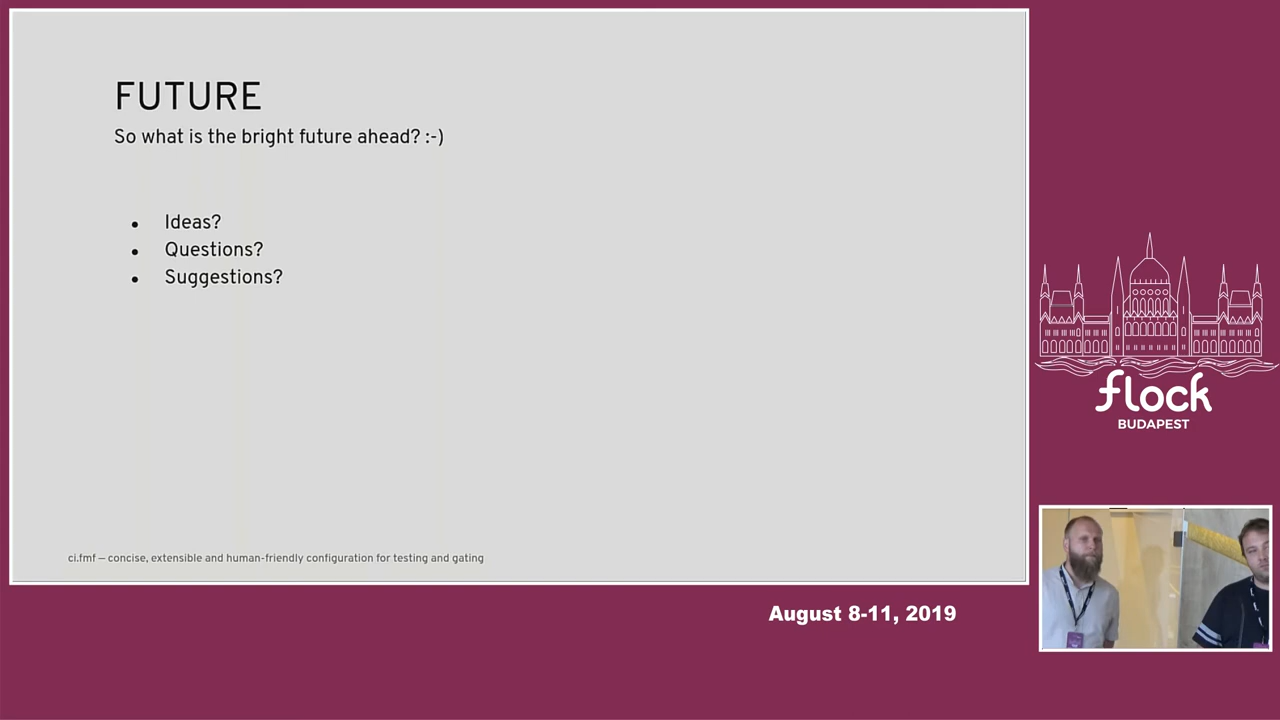 FUTURE
So what is the bright future ahead? :-)
• Ideas?
• Questions?
• Suggestions?
ci.fmf – concise, extensible and human-friendly configuration for testing and gating
flock
BUDAPEST
August 8-11, 2019